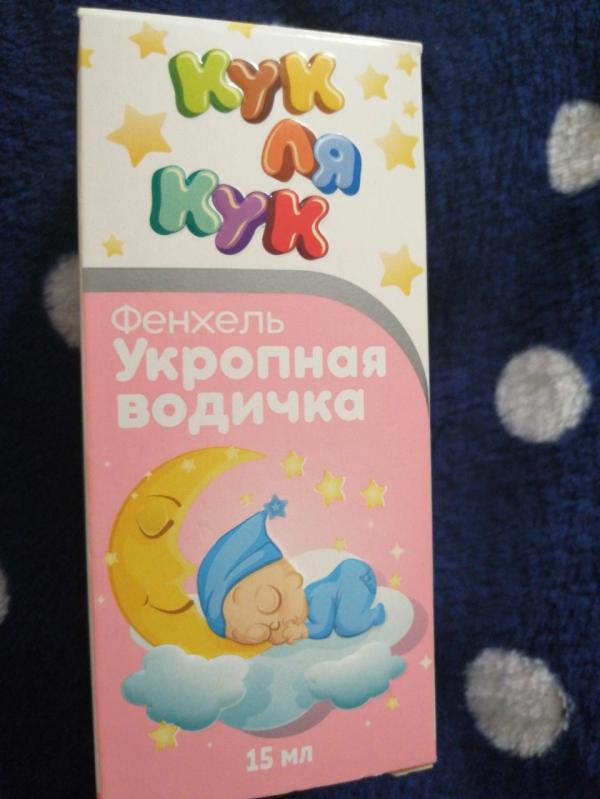 КУК
ЛЯ
КУК
Фенхель
Укропная
водичка
15 мл